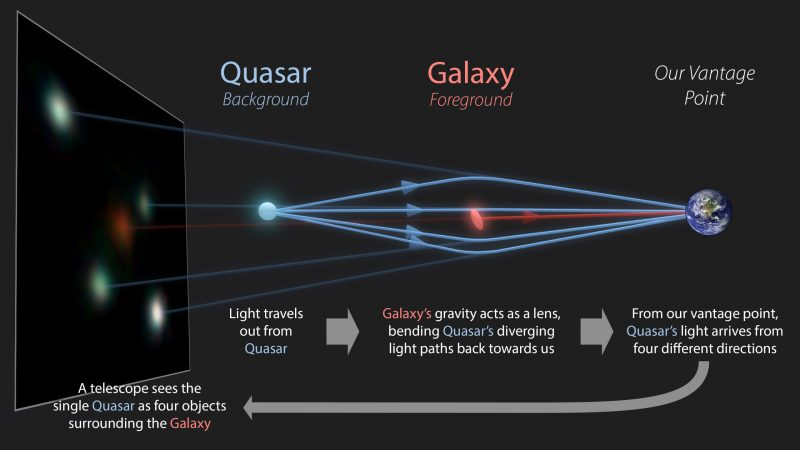 Quasar
Background
Galaxy
Foreground
Our Vantage
Point
Light travels
out from
Quasar
Galaxy's gravity acts as a lens,
bending Quasar's diverging
light paths back towards us
From our vantage point,
Quasar's light arrives from
four different directions
A telescope sees the
single Quasar as four objects
surrounding the Galaxy